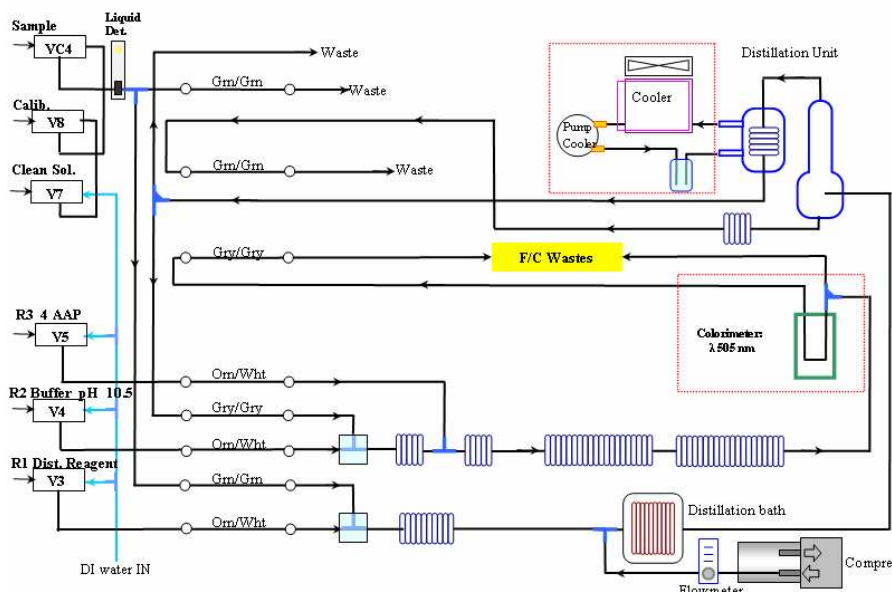 Sample
Liquid
Det.
VC4
Waste
Distillation Unit
Grn/Grn
Waste
Cooler
Calib.
V8
Pump
Cooler
Clean Sol.
Grn/Grn
Waste
V7
Gry/Gry
F/C Wastes
R3 4 AAP
V5
Colorimeter:
λ 505 nm
Orn/Wht
R2 Buffer pH 10.5
V4
Gry/Gry
Orn/Wht
R1 Dist. Reagent
V3
Grn/Grn
Orn/Wht
Distillation bath
DI water IN
Compre
Flowmeter